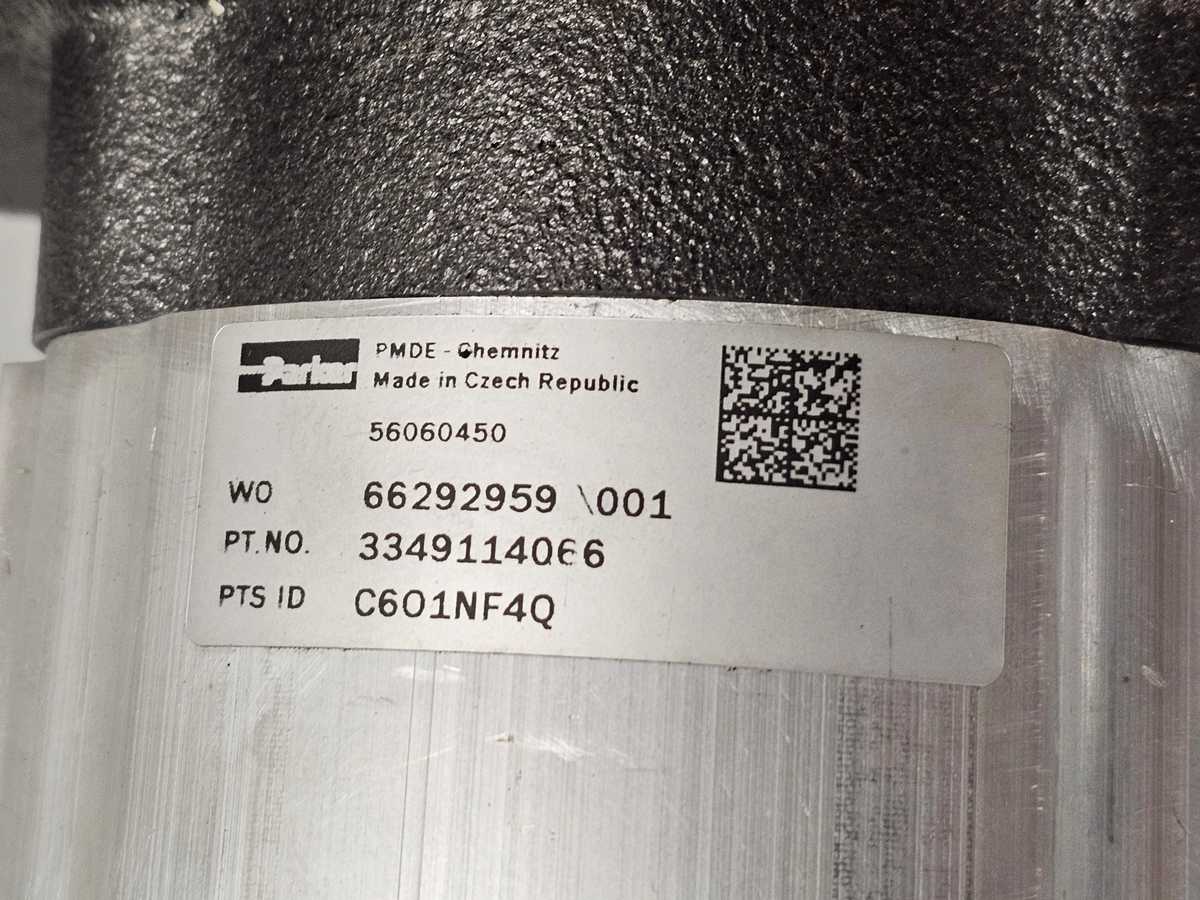 Parker
PMDE - Chemnitz
Made in Czech Republic
56060450
WO 66292959 \001
PT.NO. 3349114066
PTS ID C601NF4Q